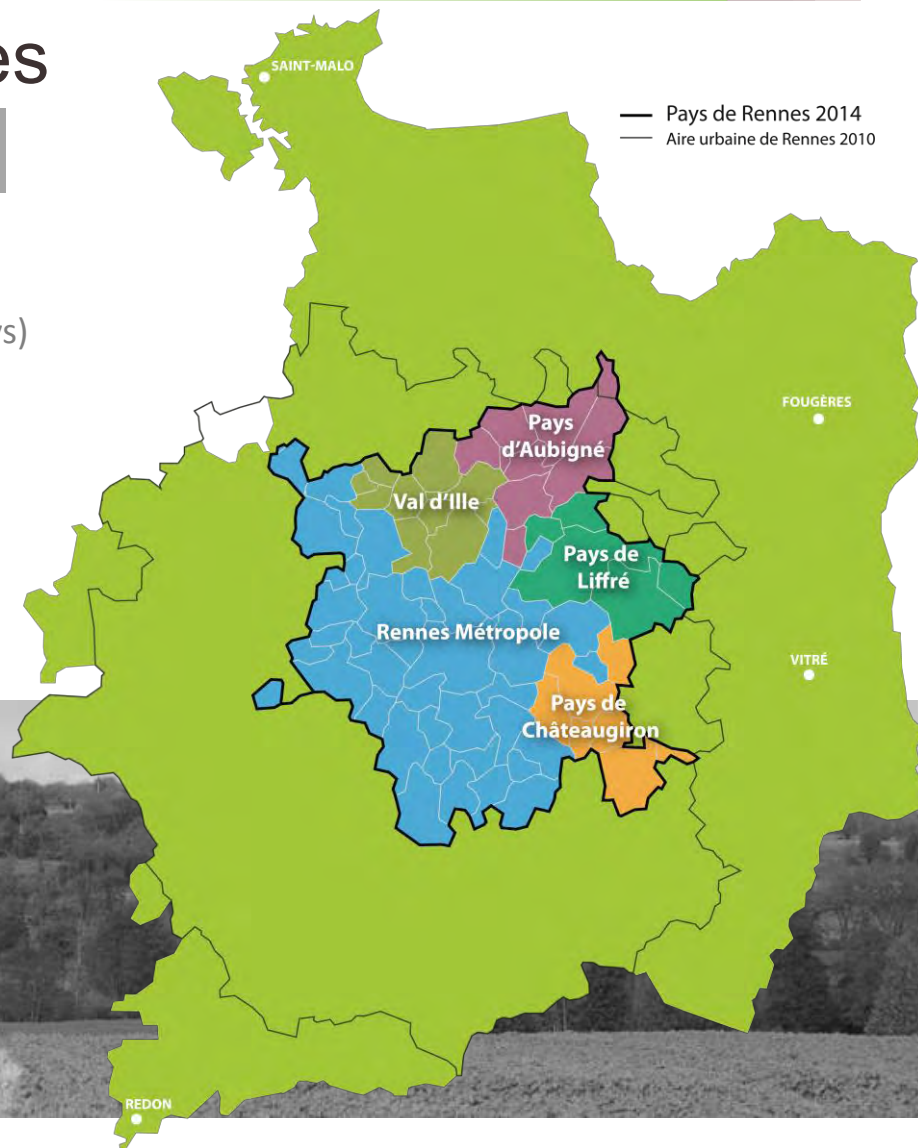 es
SAINT-MALO
Pays de Rennes 2014
Aire urbaine de Rennes 2010
s)
FOUGÈRES
Pays
d'Aubigné
Val d'Ille
Pays de
Liffré
Rennes Métropole
VITRÉ
Pays de
Châteaugiron
REDON